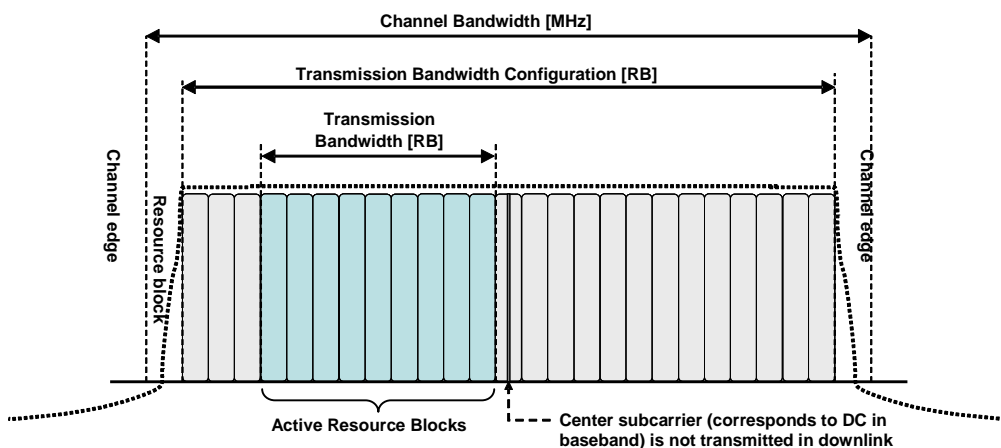 Channel Bandwidth [MHz]
Transmission Bandwidth Configuration [RB]
Transmission
Bandwidth [RB]
Channel edge
Resource block
Channel edge
Active Resource Blocks
Center subcarrier (corresponds to DC in
baseband) is not transmitted in downlink